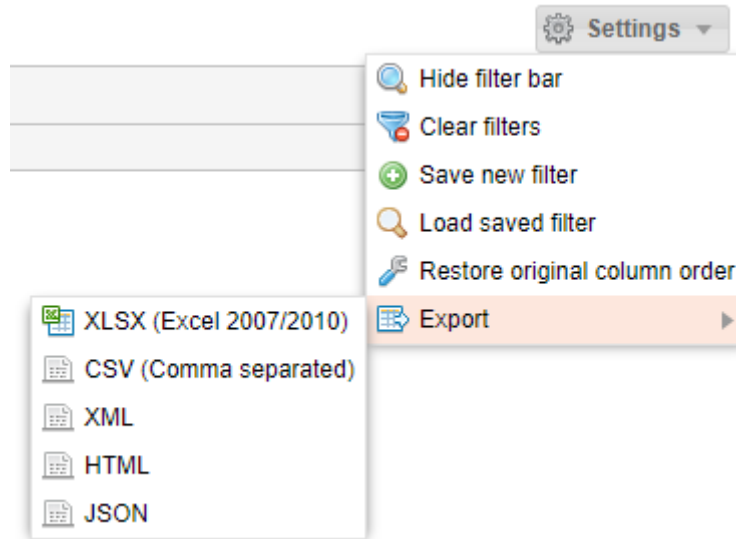 Settings
Hide filter bar
Clear filters
Save new filter
Load saved filter
Restore original column order
Export
XLSX (Excel 2007/2010)
CSV (Comma separated)
XML
HTML
JSON